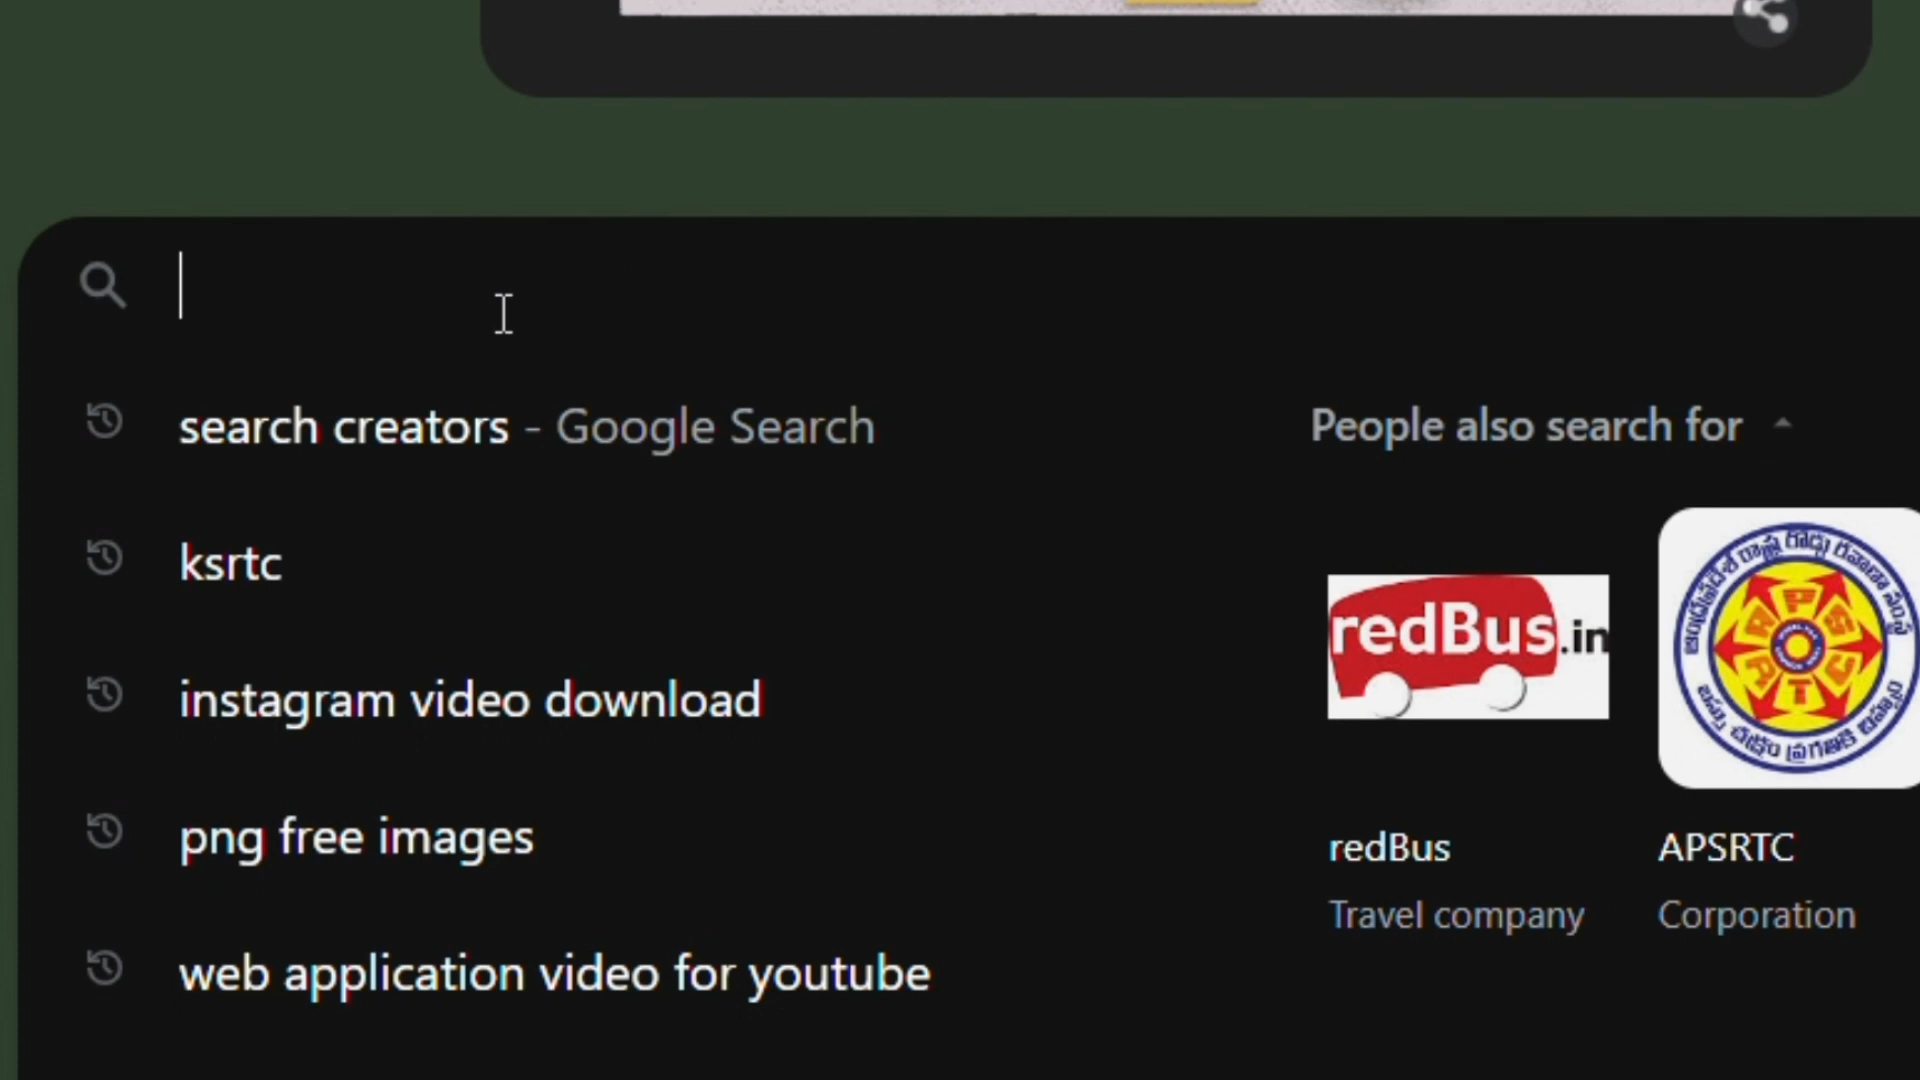 search creators - Google Search
People also search for
ksrtc
instagram video download
redBus.in
png free images
redBus
APSRTC
Travel company
Corporation
web application video for youtube